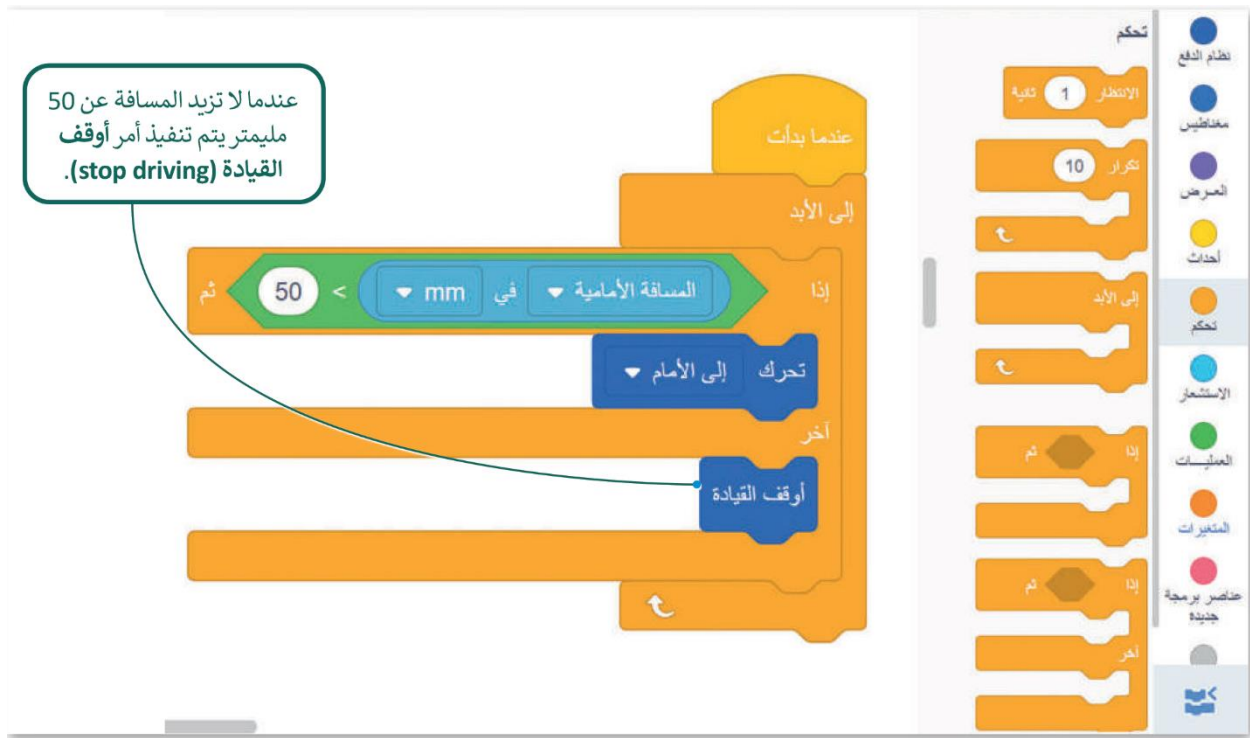 عندما لا تزيد المسافة عن 50
مليمتر يتم تنفيذ أمر أوقف
القيادة (stop driving).
عندما بدأت
إلى الأبد
إذا المسافة الأمامية في mm > 50 ثم
تحرك إلى الأمام
آخر
أوقف القيادة
تحكم
الانتظار 1 ثانية
تكرار 10
إلى الأبد
إذا ثم
إذا ثم
آخر
نظام الدفع
مغناطيس
العرض
أحداث
تحكم
الاستشعار
العمليات
المتغيرات
عناصر برمجة
جديدة